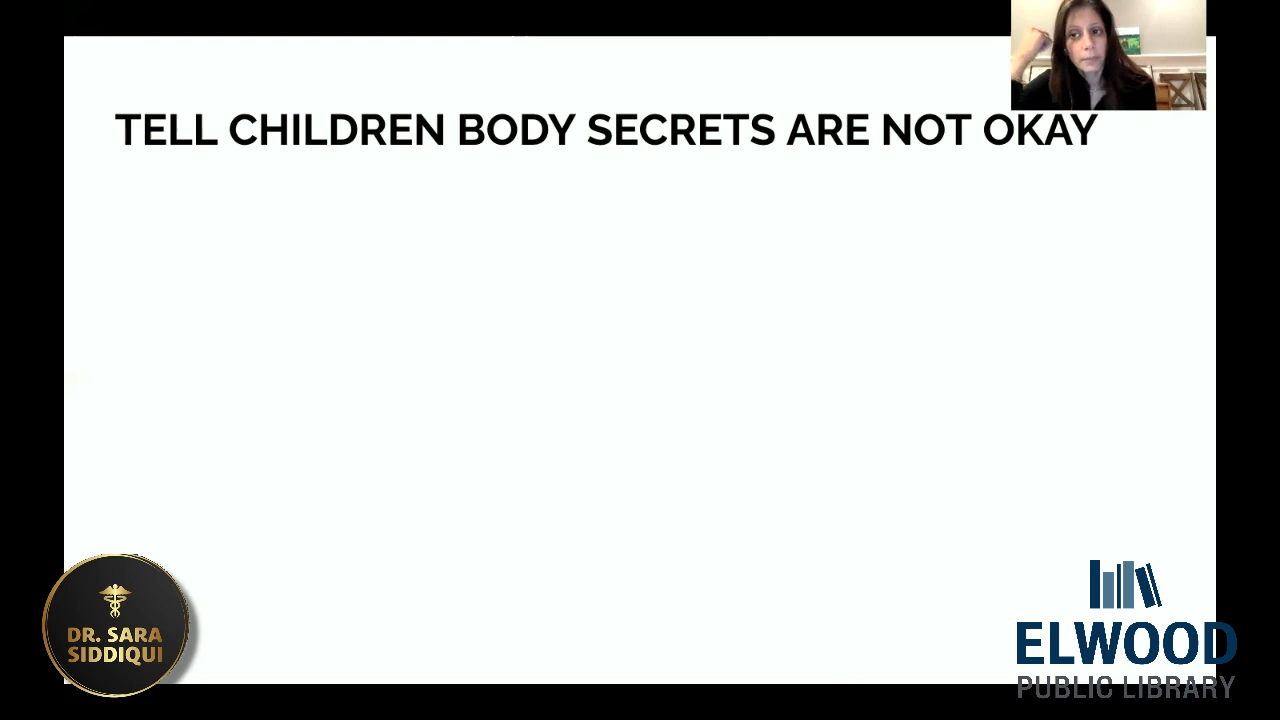 TELL CHILDREN BODY SECRETS ARE NOT OKAY
DR. SARA
SIDDIQUI
ELWOOD
PUBLIC LIBRARY